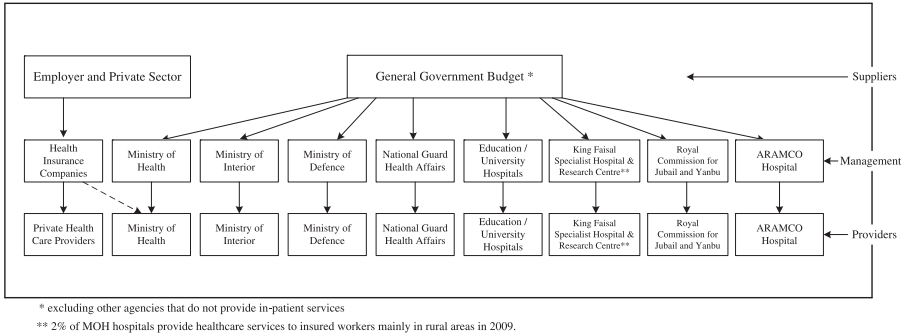 Employer and Private Sector
General Government Budget *
Suppliers
Health
Insurance
Companies
Ministry of
Health
Ministry of
Interior
Ministry of
Defence
National Guard
Health Affairs
Education /
University
Hospitals
King Faisal
Specialist Hospital &
Research Centre**
Royal
Commission for
Jubail and Yanbu
ARAMCO
Hospital
Management
Private Health
Care Providers
Ministry of
Health
Ministry of
Interior
Ministry of
Defence
National Guard
Health Affairs
Education /
University
Hospitals
King Faisal
Specialist Hospital &
Research Centre**
Royal
Commission for
Jubail and Yanbu
ARAMCO
Hospital
Providers
* excluding other agencies that do not provide in-patient services
** 2% of MOH hospitals provide healthcare services to insured workers mainly in rural areas in 2009.